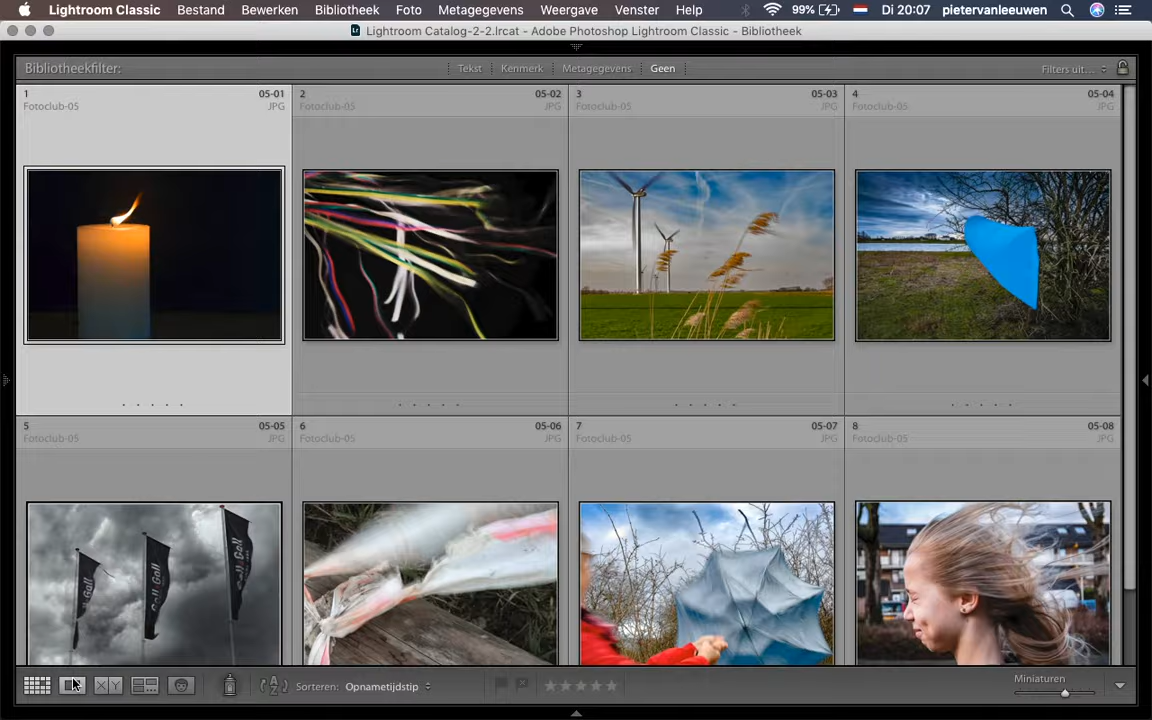 Lightroom Classic Bestand Bewerken Bibliotheek Foto Metagegevens Weergave Venster Help 99% Di 20:07 pietervanleeuwen
Lightroom Catalog-2-2.lrcat - Adobe Photoshop Lightroom Classic - Bibliotheek
Bibliotheekfilter: Tekst Kenmerk Metagegevens Geen Filters uit...
1 05-01 2 05-02 3 05-03 4 05-04
Fotoclub-05 JPG Fotoclub-05 JPG Fotoclub-05 JPG Fotoclub-05 JPG
5 05-05 6 05-06 7 05-07 8 05-08
Fotoclub-05 JPG Fotoclub-05 JPG Fotoclub-05 JPG Fotoclub-05 JPG
XY Sorteren: Opnametijdstip Miniaturen